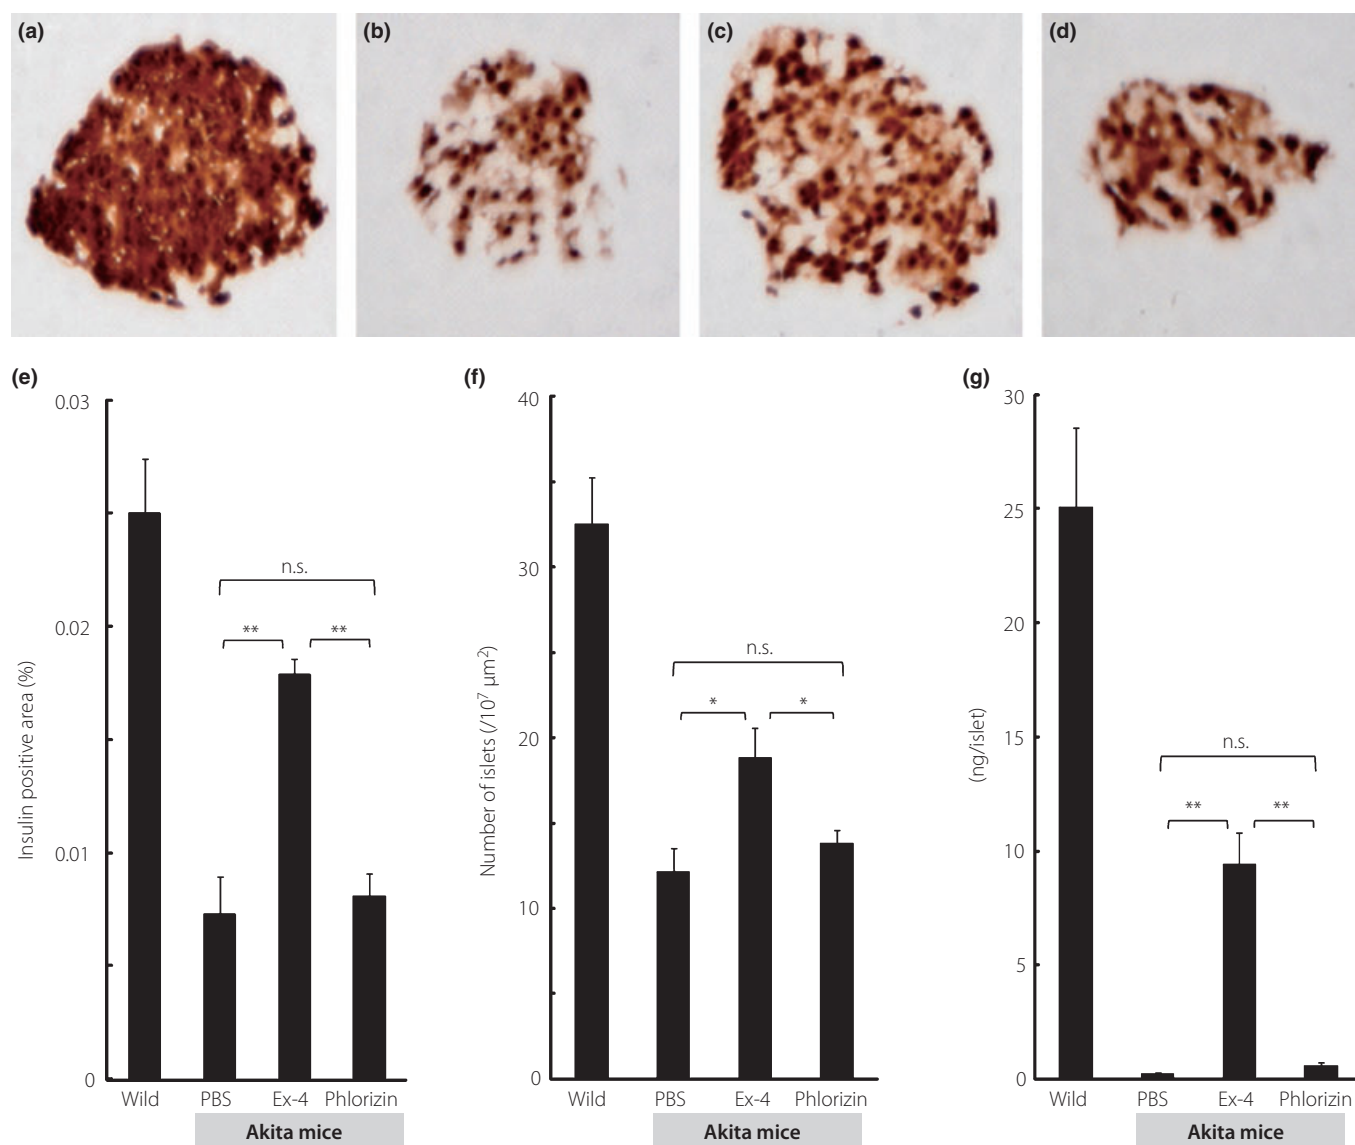 (a)
(b)
(c)
(d)
(e)
Insulin positive area (%)
0.03
0.02
0.01
0
n.s.
** **
Wild PBS Ex-4 Phlorizin
Akita mice
(f)
Number of islets (/10⁷ μm²)
40
30
20
10
0
n.s.
* *
Wild PBS Ex-4 Phlorizin
Akita mice
(g)
(ng/islet)
30
25
20
15
10
5
0
n.s.
** **
Wild PBS Ex-4 Phlorizin
Akita mice